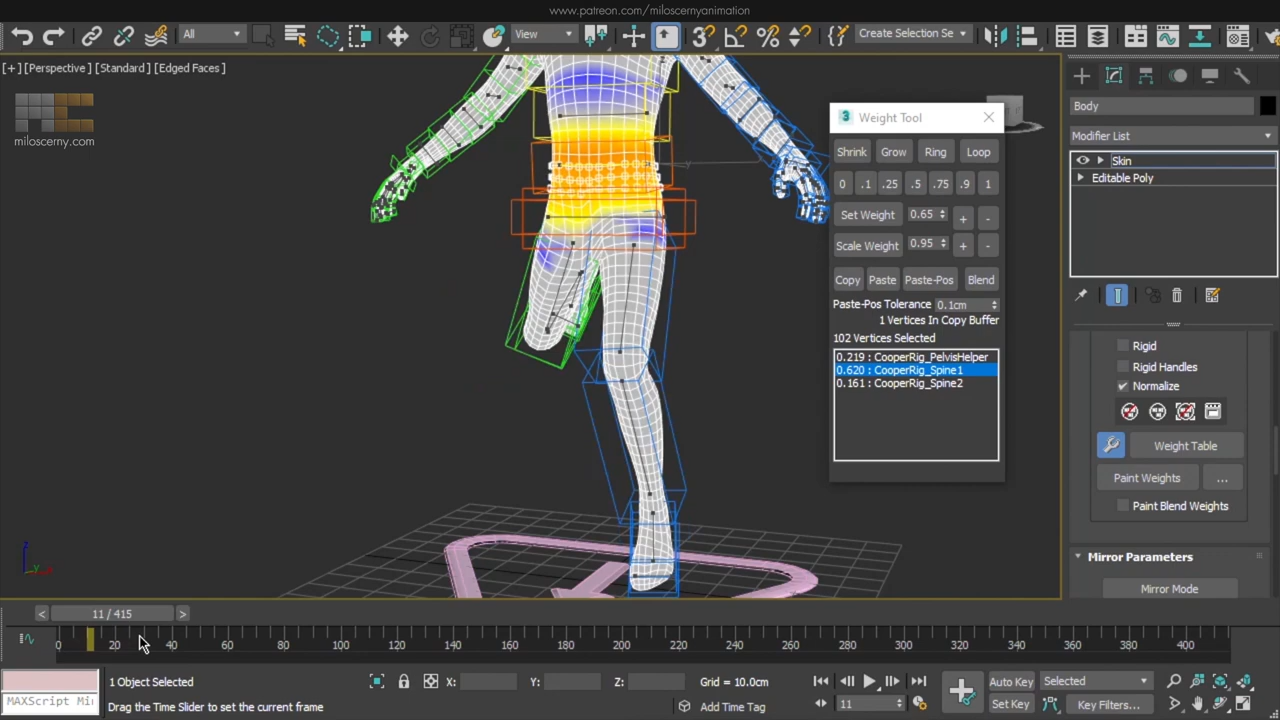 www.patreon.com/miloscernyanimation
All
View
Create Selection Se
[+] [Perspective] [Standard] [Edged Faces]
miloscerny.com
3 Weight Tool
Shrink Grow Ring Loop
0 .1 .25 .5 .75 .9 1
Set Weight 0.65 + -
Scale Weight 0.95 + -
Copy Paste Paste-Pos Blend
Paste-Pos Tolerance 0.1cm
1 Vertices In Copy Buffer
102 Vertices Selected
0.219 : CooperRig_PelvisHelper
0.620 : CooperRig_Spine1
0.161 : CooperRig_Spine2
Body
Modifier List
Skin
Editable Poly
Rigid
Rigid Handles
Normalize
Weight Table
Paint Weights ...
Paint Blend Weights
Mirror Parameters
Mirror Mode
< 11 / 415 >
0 20 40 60 80 100 120 140 160 180 200 220 240 260 280 300 320 340 360 380 400
1 Object Selected
X: Y: Z: Grid = 10.0cm
Auto Key Selected
MAXScript Mi
Drag the Time Slider to set the current frame
Add Time Tag
11
Set Key Key Filters...
z
y